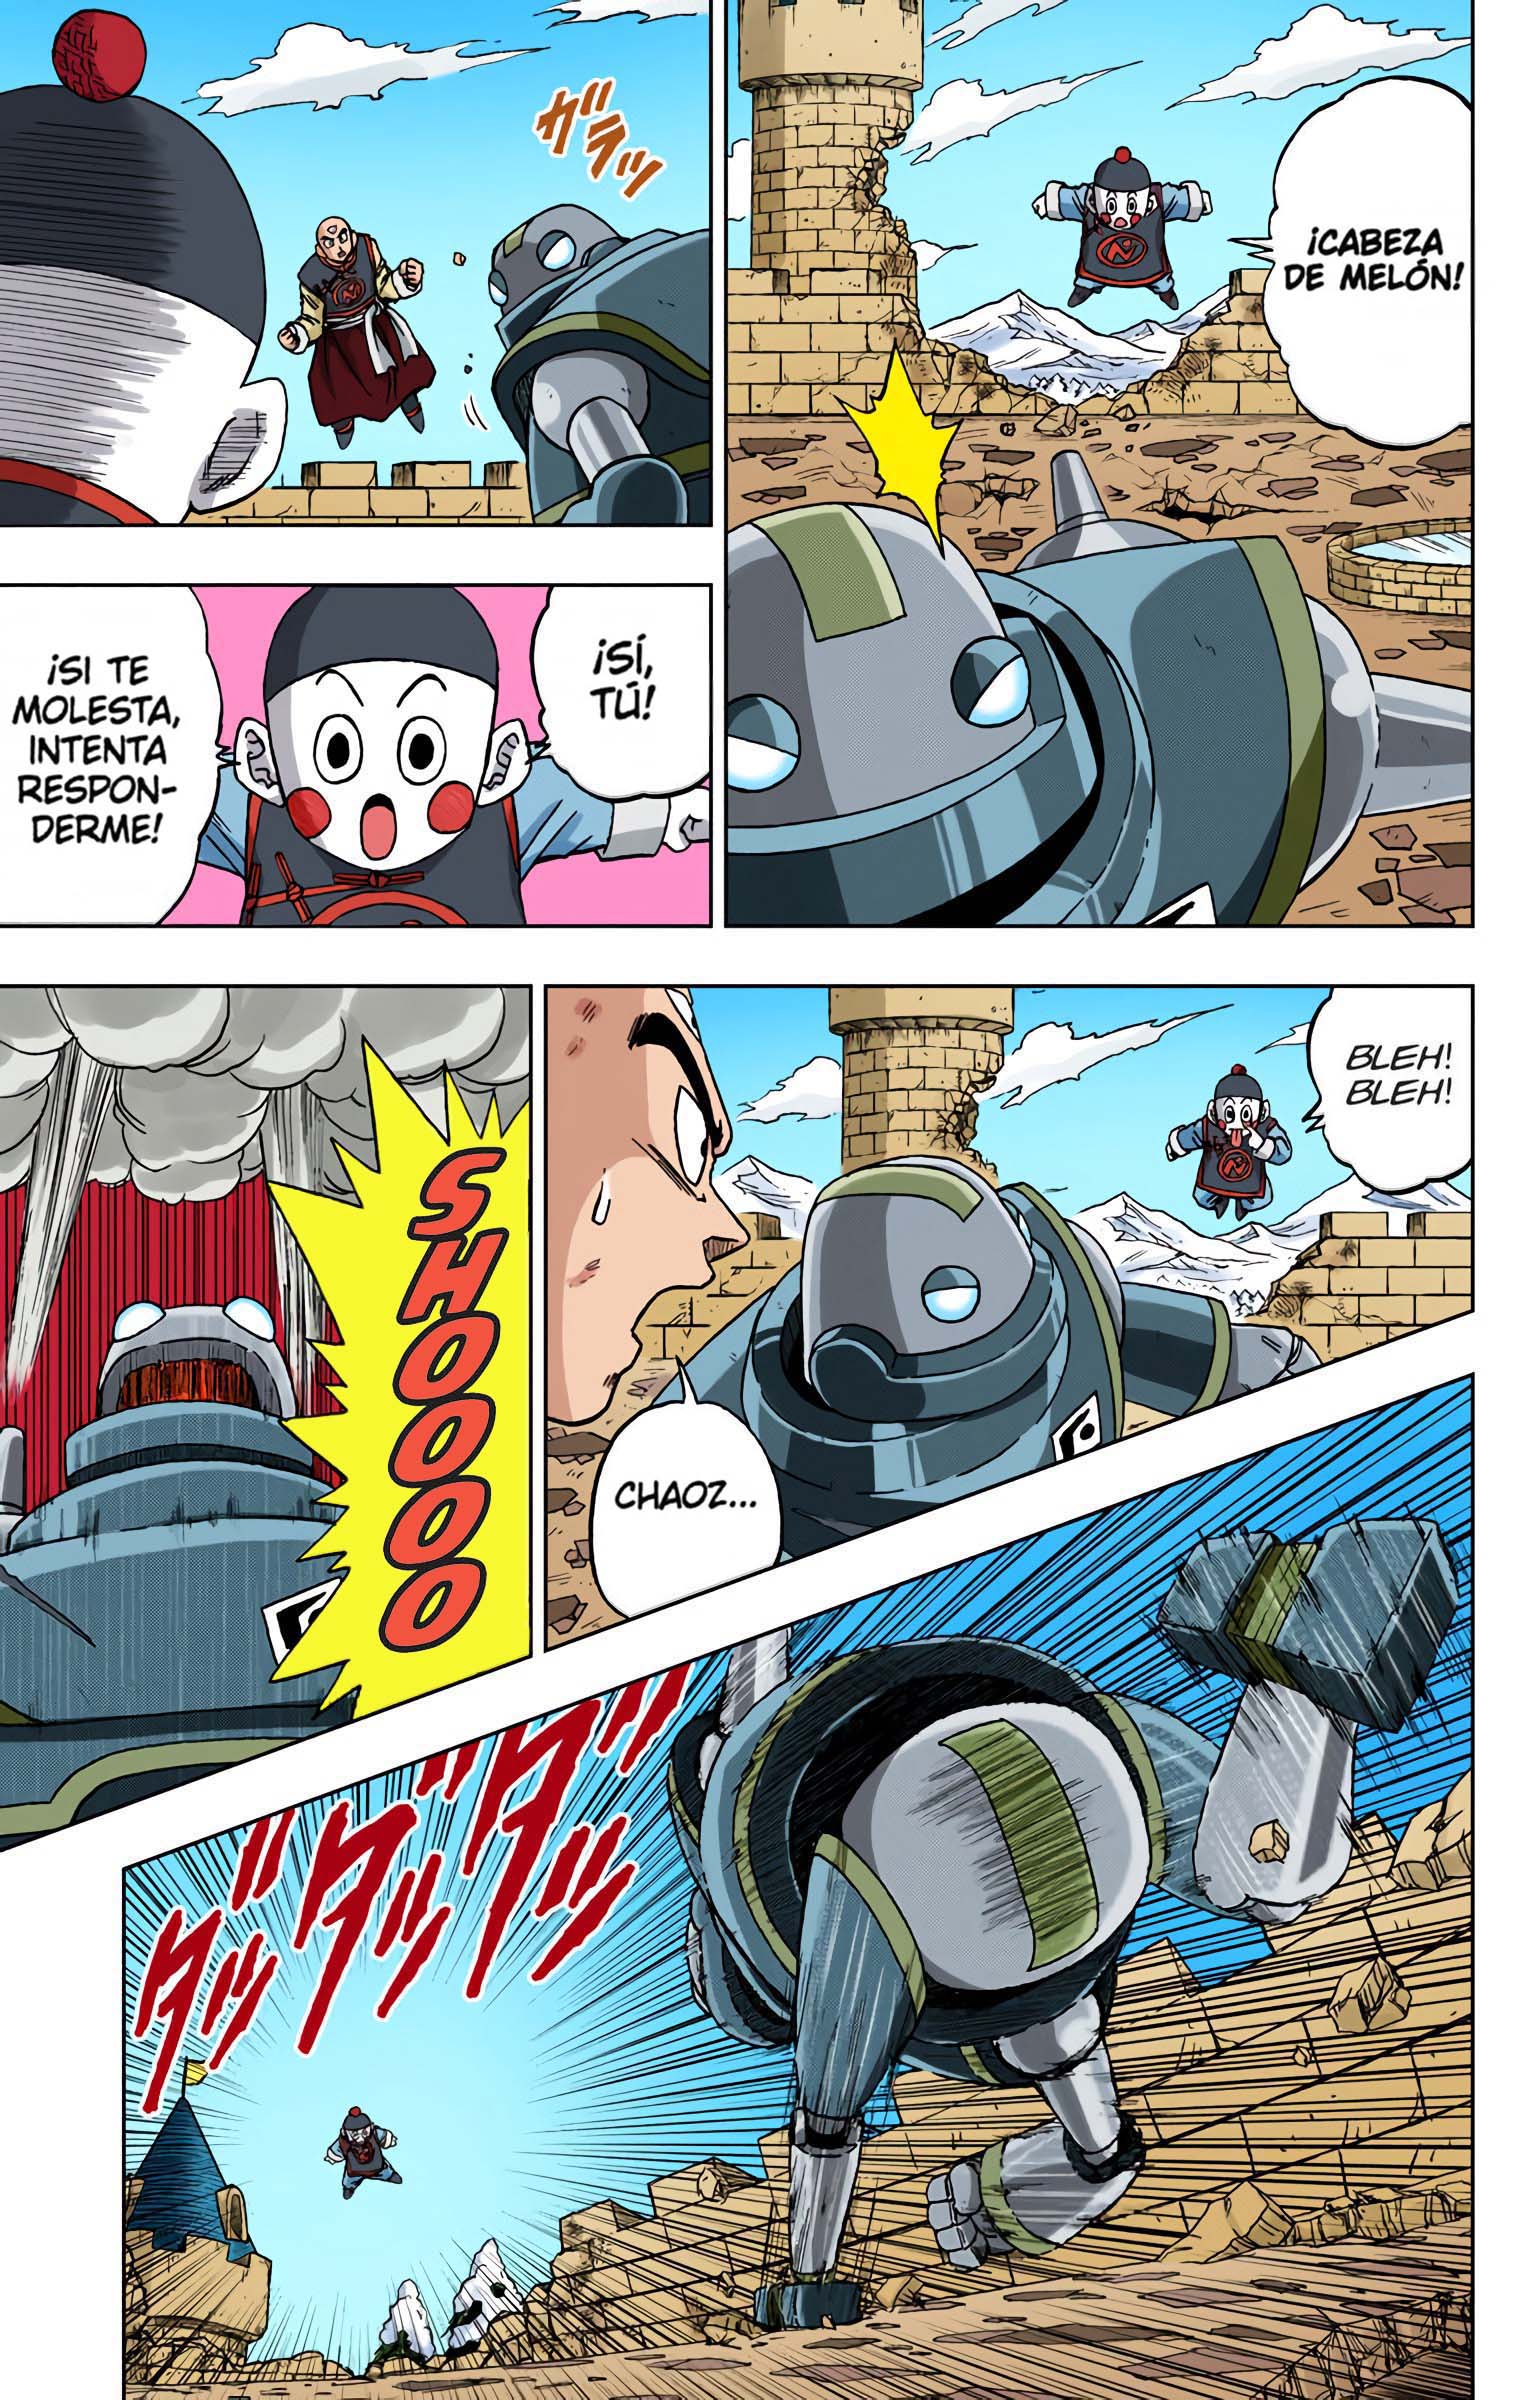 ¡CABEZA
DE MELÓN!
ガラッ
¡SÍ,
TÚ!
¡SI TE
MOLESTA,
INTENTA
RESPON-
DERME!
BLEH!
BLEH!
CHAOZ...
SHOOOOO
ダッダッダッ